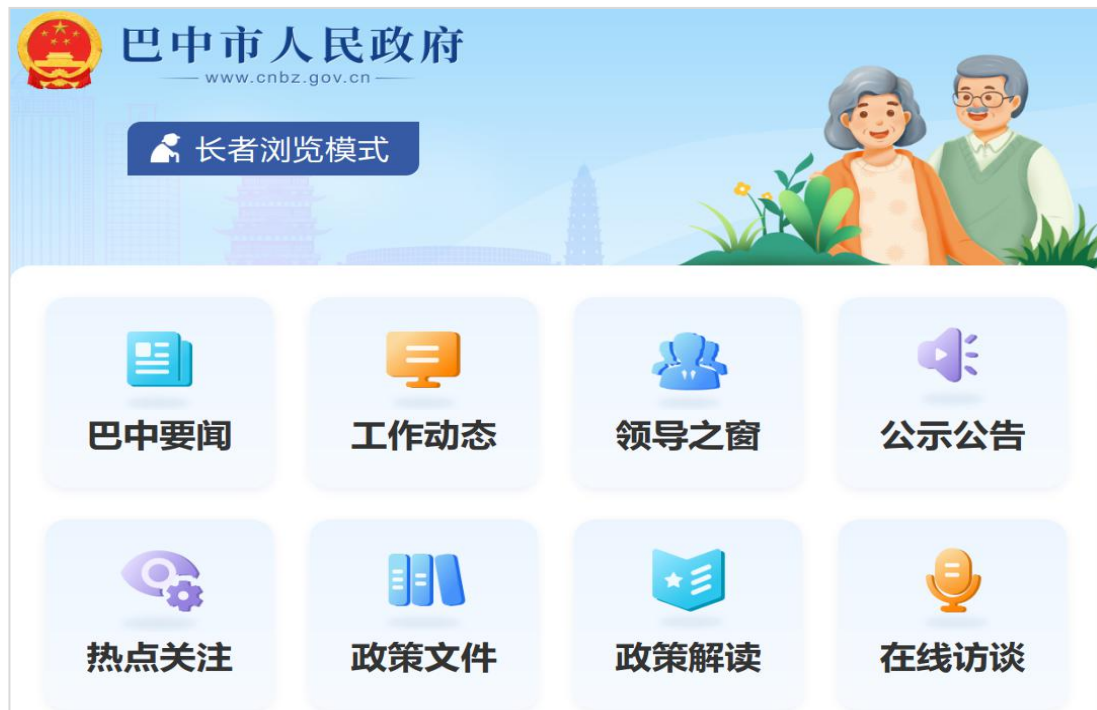 巴中市人民政府
www.cnbz.gov.cn
长者浏览模式
巴中要闻 工作动态 领导之窗 公示公告
热点关注 政策文件 政策解读 在线访谈